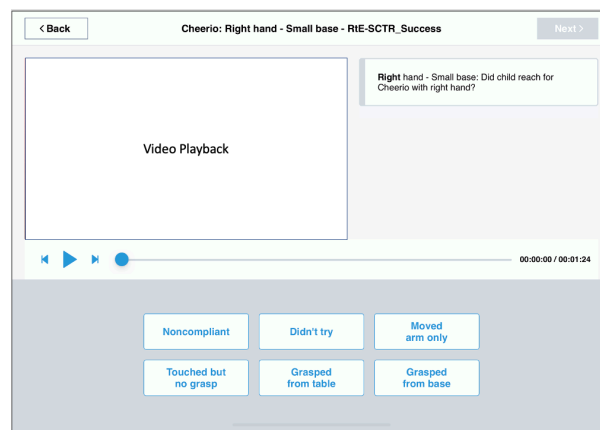 < Back
Cheerio: Right hand - Small base - RtE-SCTR_Success
Next >
Right hand - Small base: Did child reach for
Cheerio with right hand?
Video Playback
00:00:00 / 00:01:24
Noncompliant
Didn't try
Moved
arm only
Touched but
no grasp
Grasped
from table
Grasped
from base